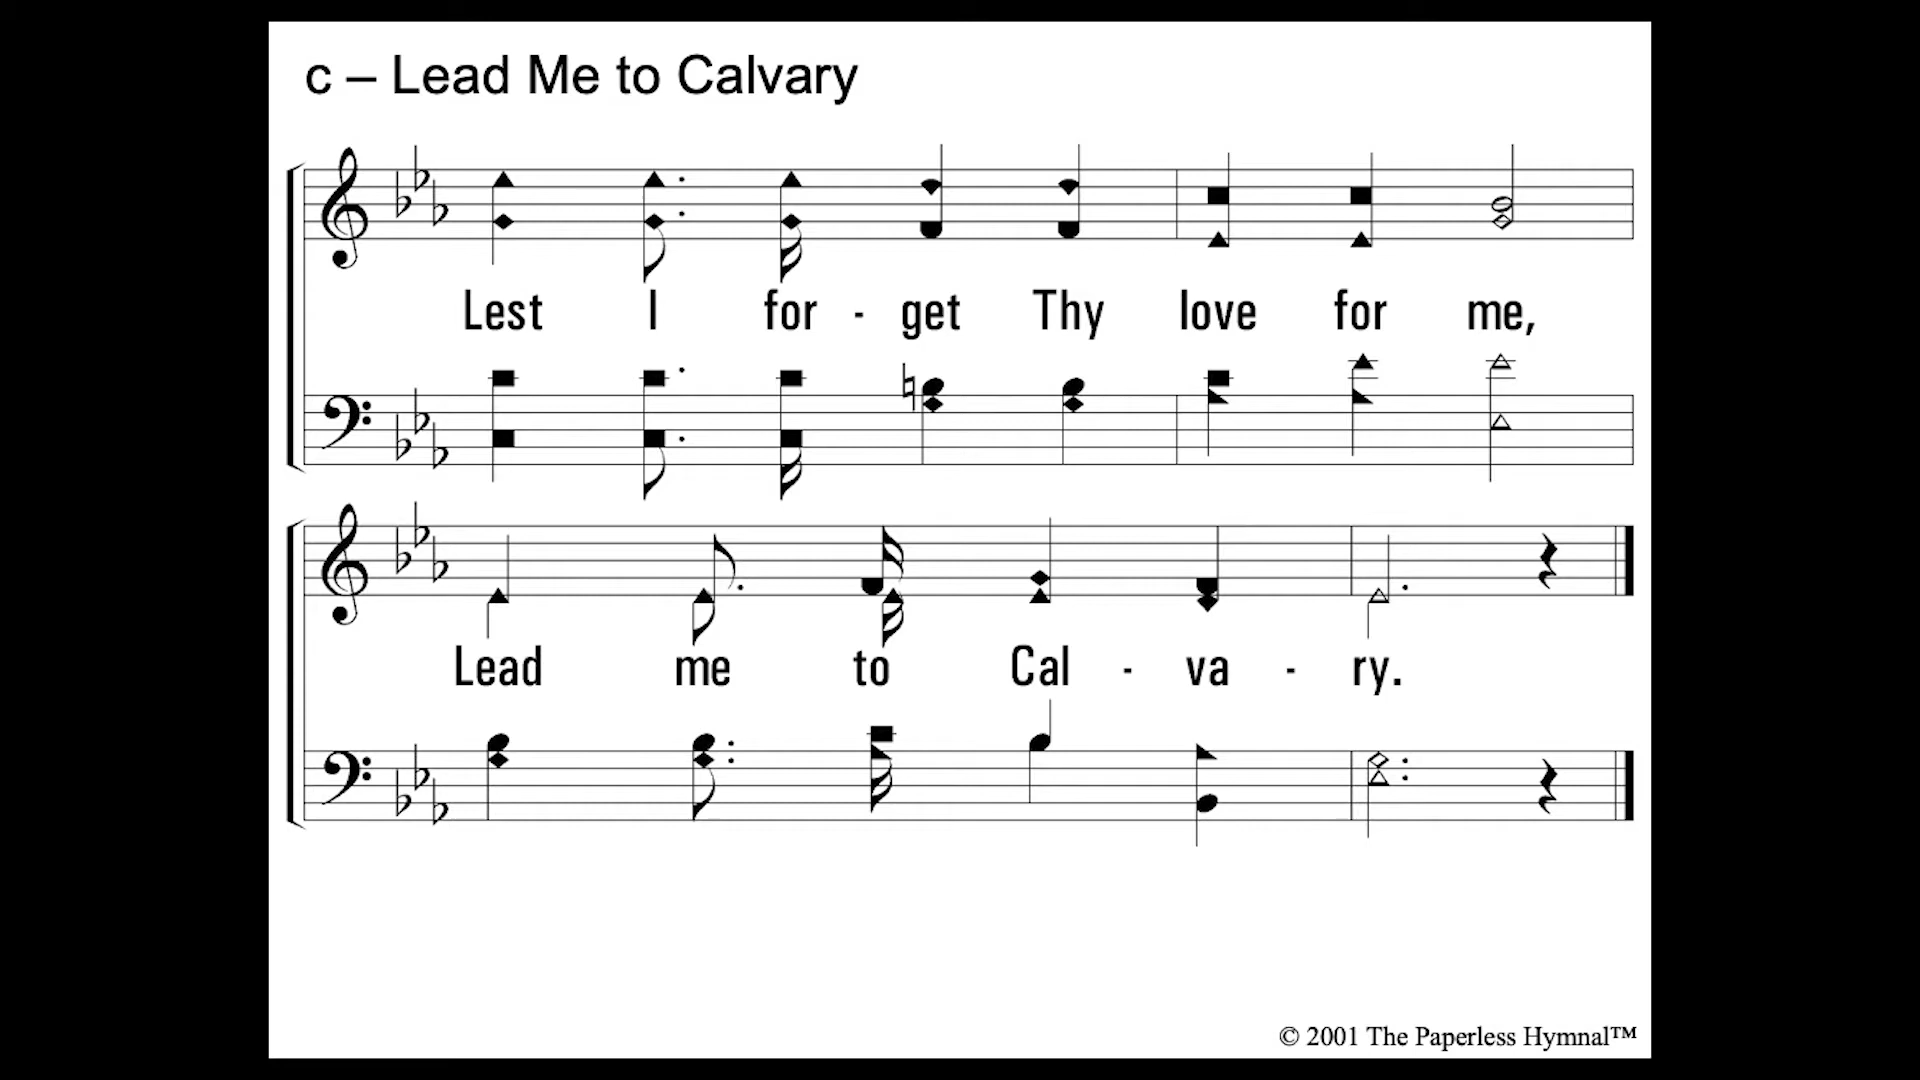 c – Lead Me to Calvary
Lest I for - get Thy love for me,
Lead me to Cal - va - ry.
© 2001 The Paperless Hymnal™